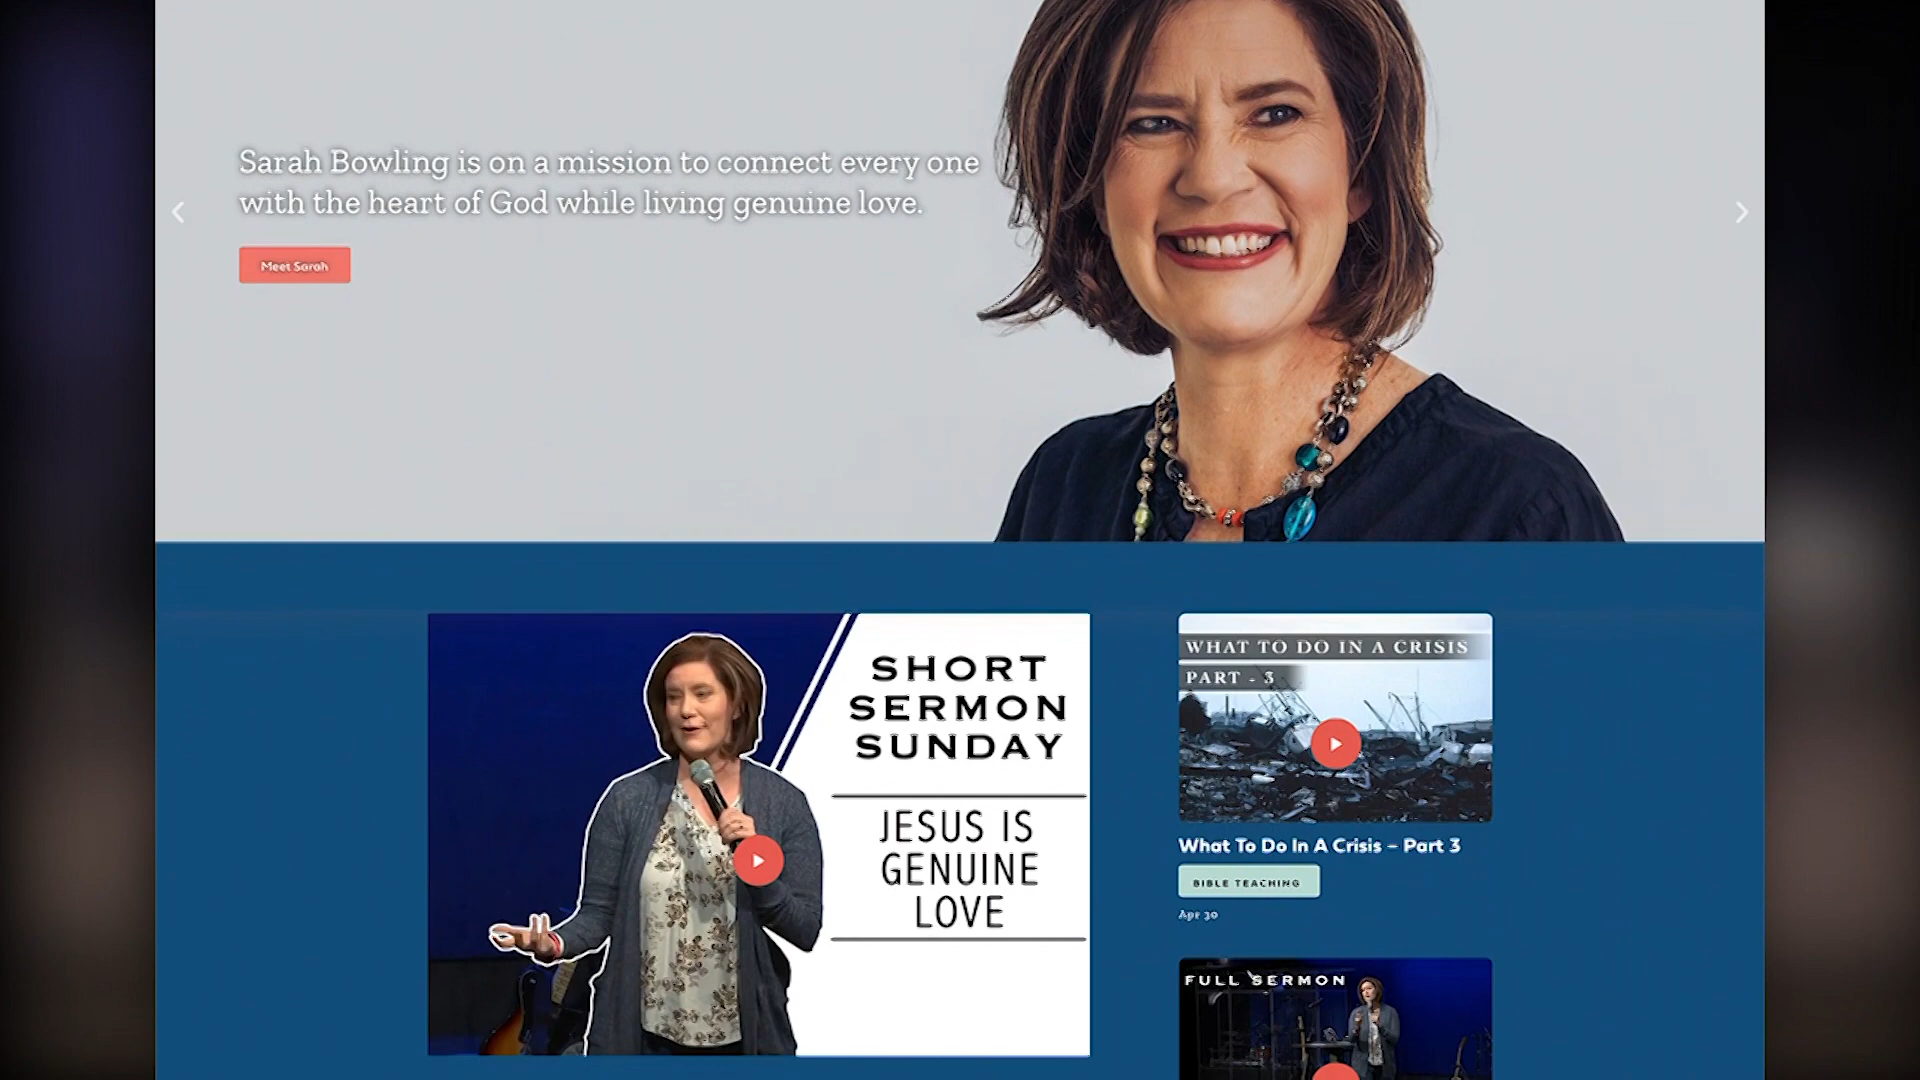 Sarah Bowling is on a mission to connect every one
with the heart of God while living genuine love.
Meet Sarah
SHORT
SERMON
SUNDAY
JESUS IS
GENUINE
LOVE
WHAT TO DO IN A CRISIS
PART - 3
What To Do In A Crisis – Part 3
BIBLE TEACHING
Apr 30
FULL SERMON